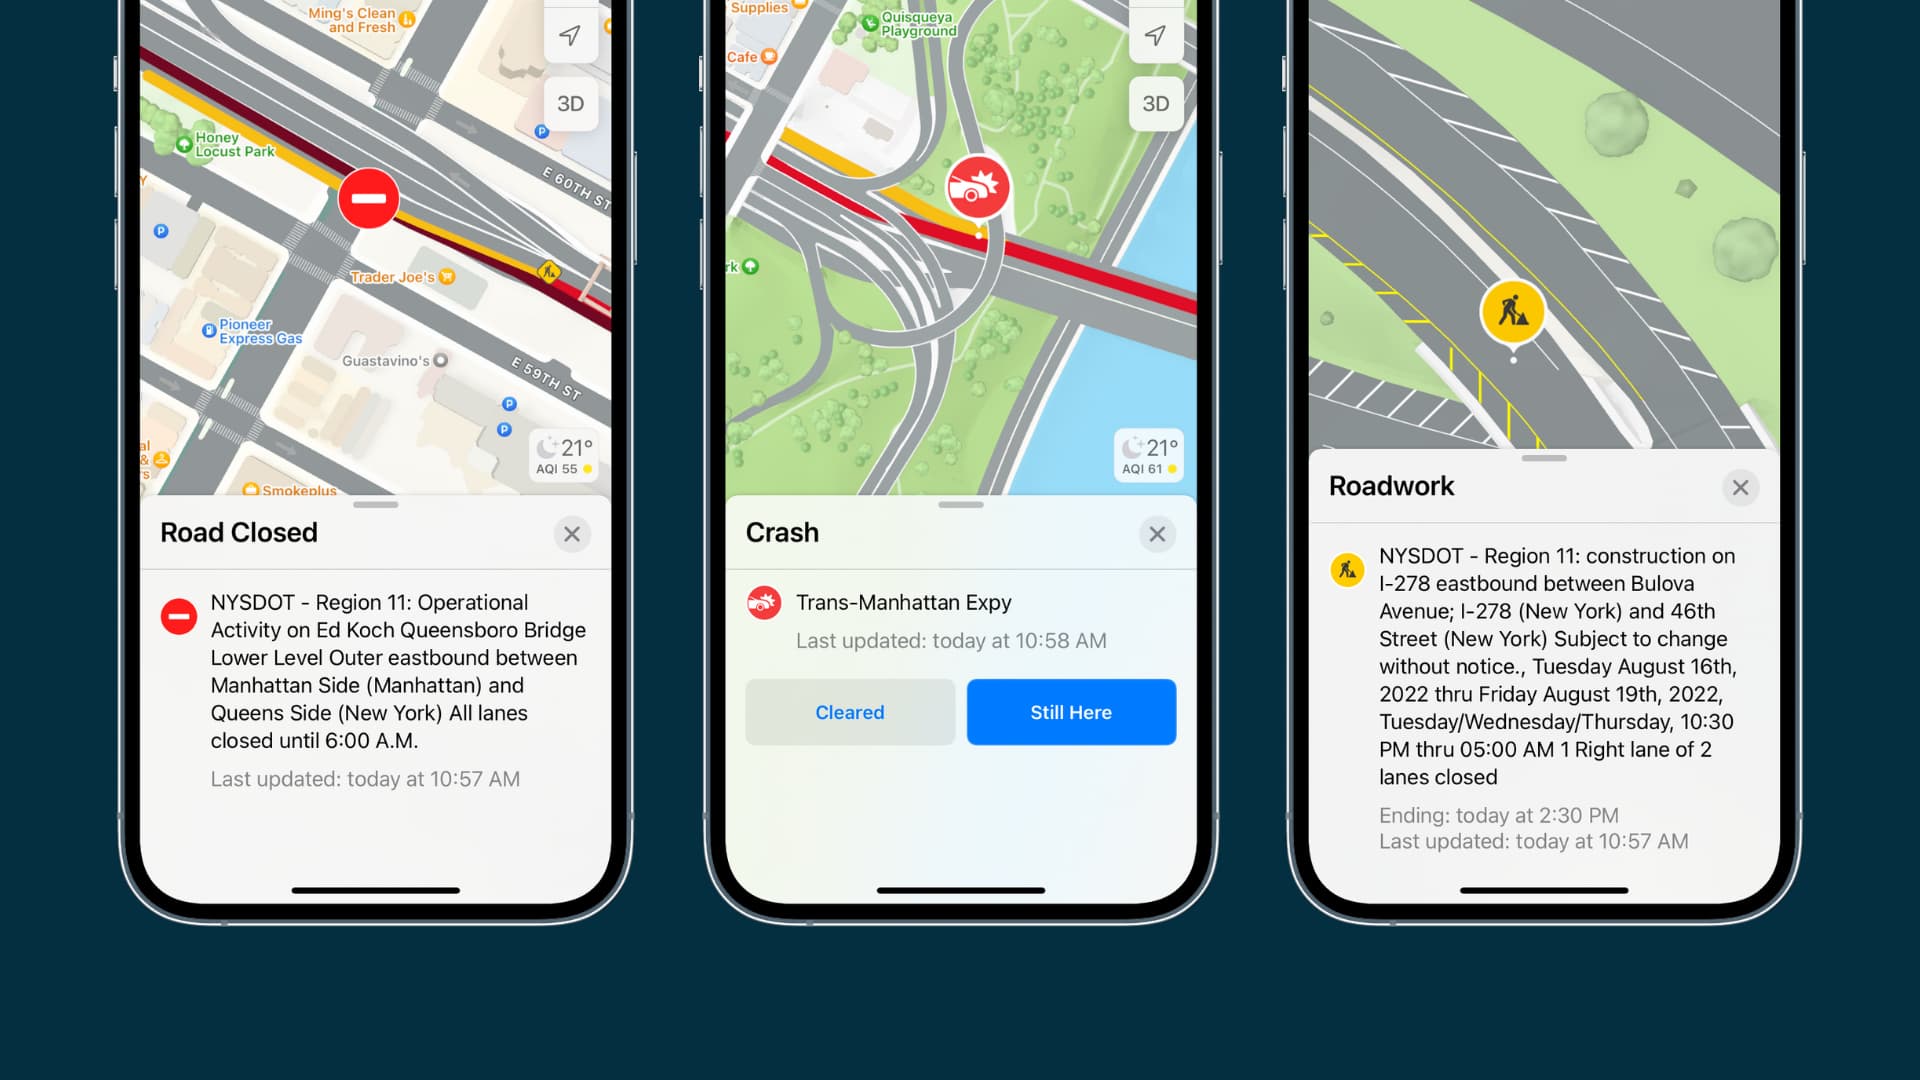 Ming's Clean
and Fresh
3D
Honey
Locust Park
P
E 60TH ST
Y
P
Trader Joe's
Pioneer
Express Gas
Guastavino's
E 59TH ST
P
P
21°
AQI 55
al
&
rs
Smokeplus
Road Closed
NYSDOT - Region 11: Operational
Activity on Ed Koch Queensboro Bridge
Lower Level Outer eastbound between
Manhattan Side (Manhattan) and
Queens Side (New York) All lanes
closed until 6:00 A.M.
Last updated: today at 10:57 AM
Supplies
Quisqueya
Playground
Cafe
3D
rk
21°
AQI 61
Crash
Trans-Manhattan Expy
Last updated: today at 10:58 AM
Cleared
Still Here
Roadwork
NYSDOT - Region 11: construction on
I-278 eastbound between Bulova
Avenue; I-278 (New York) and 46th
Street (New York) Subject to change
without notice., Tuesday August 16th,
2022 thru Friday August 19th, 2022,
Tuesday/Wednesday/Thursday, 10:30
PM thru 05:00 AM 1 Right lane of 2
lanes closed
Ending: today at 2:30 PM
Last updated: today at 10:57 AM